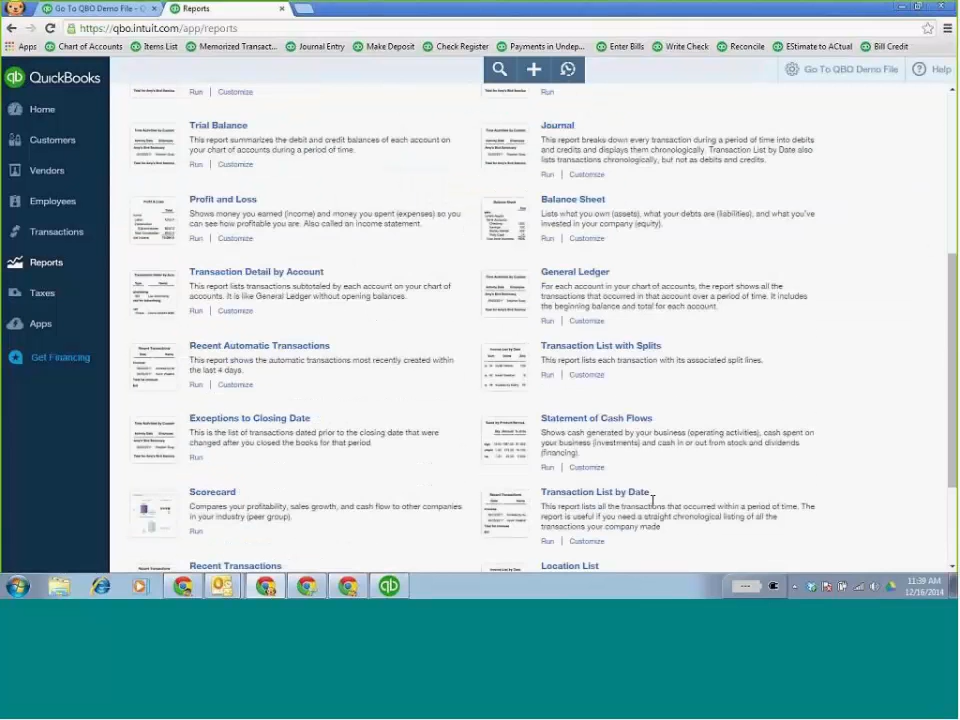 Go To QBO Demo File -
Reports
https://qbo.intuit.com/app/reports
Apps
Chart of Accounts
Items List
Memorized Transact...
Journal Entry
Make Deposit
Check Register
Payments in Undep...
Enter Bills
Write Check
Reconcile
EStimate to ACtual
Bill Credit
qb QuickBooks
Go To QBO Demo File
Help
Home
Customers
Vendors
Employees
Transactions
Reports
Taxes
Apps
Get Financing
Run | Customize
Run
Trial Balance
This report summarizes the debit and credit balances of each account on
your chart of accounts during a period of time.
Run | Customize
Journal
This report breaks down every transaction during a period of time into debits
and credits and displays them chronologically. Transaction List by Date also
lists transactions chronologically, but not as debits and credits.
Run | Customize
Profit and Loss
Shows money you earned (income) and money you spent (expenses) so you
can see how profitable you are. Also called an income statement.
Run | Customize
Balance Sheet
Lists what you own (assets), what your debts are (liabilities), and what you've
invested in your company (equity).
Run | Customize
Transaction Detail by Account
This report lists transactions subtotaled by each account on your chart of
accounts. It is like General Ledger without opening balances.
Run | Customize
General Ledger
For each account in your chart of accounts, the report shows all the
transactions that occurred in that account over a period of time. It includes
the beginning balance and total for each account.
Run | Customize
Recent Automatic Transactions
This report shows the automatic transactions most recently created within
the last 4 days.
Run | Customize
Transaction List with Splits
This report lists each transaction with its associated split lines.
Run | Customize
Exceptions to Closing Date
This is the list of transactions dated prior to the closing date that were
changed after you closed the books for that period
Run
Statement of Cash Flows
Shows cash generated by your business (operating activities), cash spent on
your business (investments) and cash in or out from stock and dividends
(financing).
Run | Customize
Scorecard
Compares your profitability, sales growth, and cash flow to other companies
in your industry (peer group).
Run
Transaction List by Date
This report lists all the transactions that occurred within a period of time. The
report is useful if you need a straight chronological listing of all the
transactions your company made
Run | Customize
Recent Transactions
Location List
11:39 AM
12/16/2014